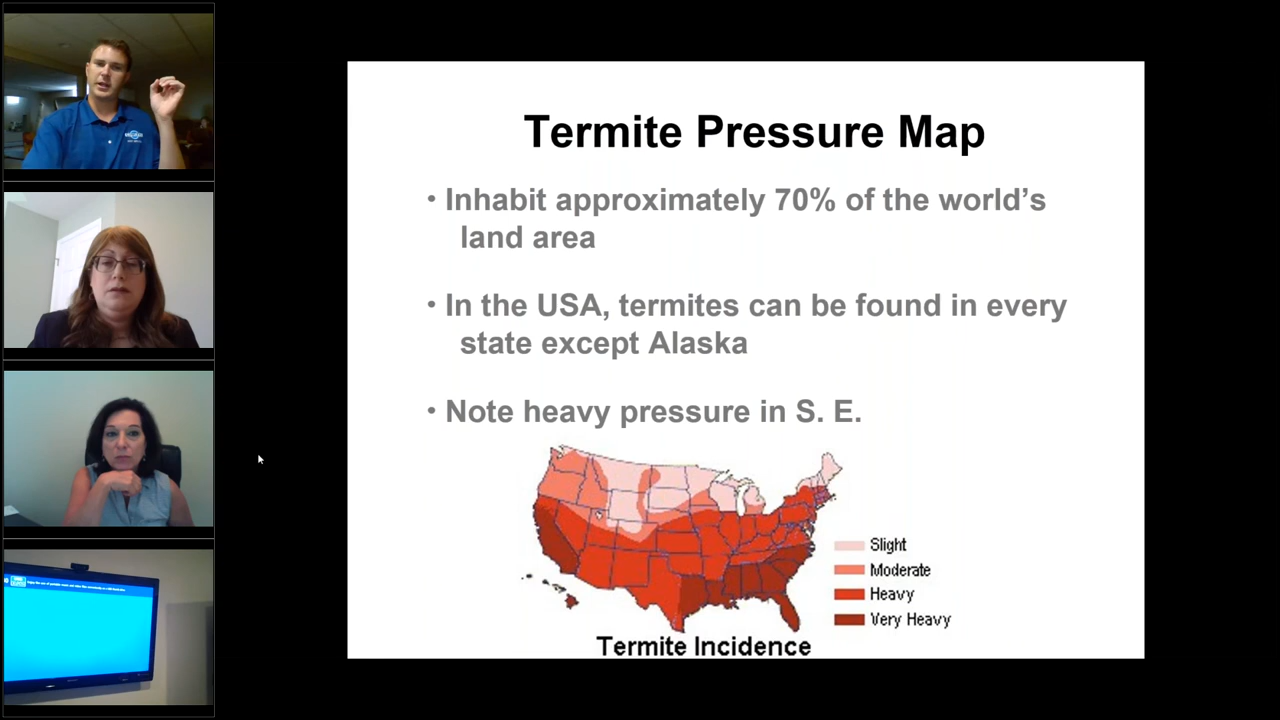 Termite Pressure Map
• Inhabit approximately 70% of the world's
land area
• In the USA, termites can be found in every
state except Alaska
• Note heavy pressure in S. E.
Slight
Moderate
Heavy
Very Heavy
Termite Incidence